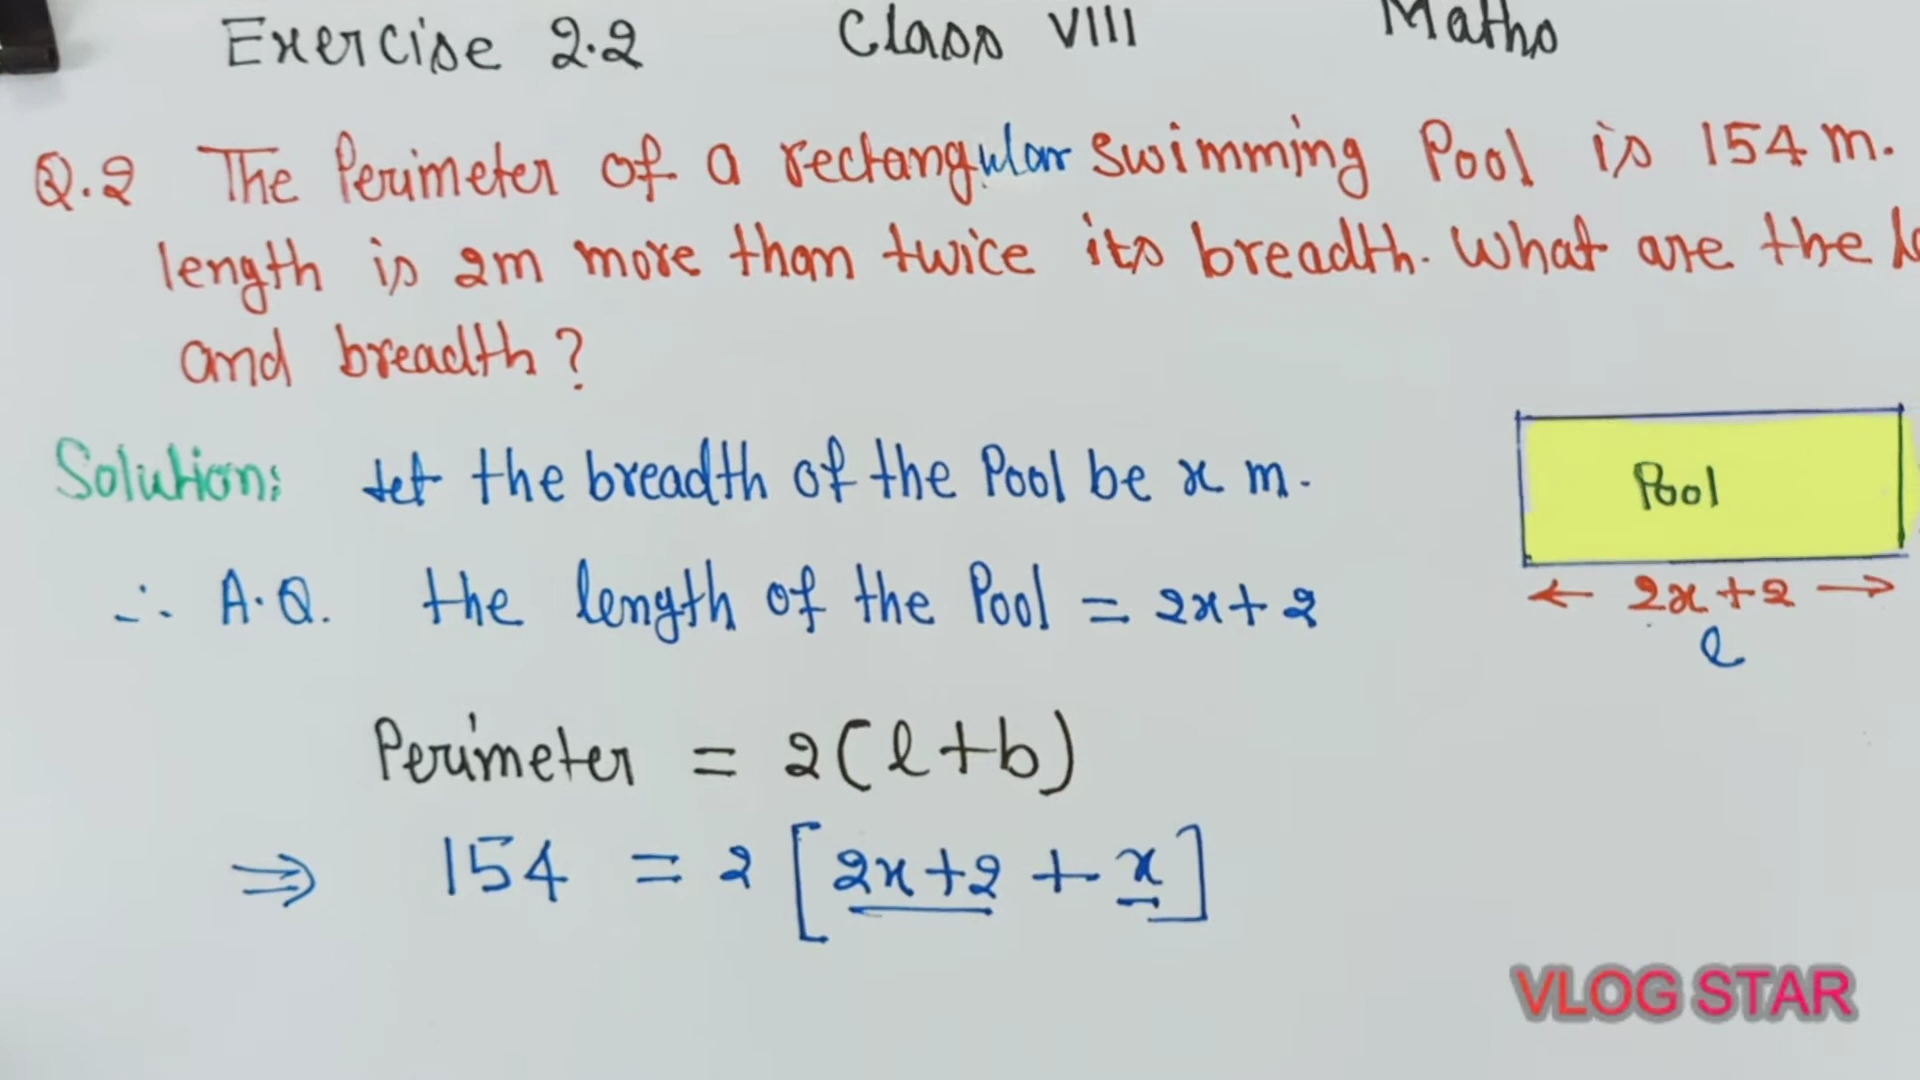 Exercise 2.2 Class VIII Maths
Q.2 The Perimeter of a rectangular swimming Pool is 154 m.
length is 2m more than twice its breadth. What are the
and breadth?
Solution: Let the breadth of the Pool be x m.
Pool
∴ A.Q. the length of the Pool = 2x+2
← 2x+2 →
l
Perimeter = 2(l+b)
⇒ 154 = 2 [2x+2 + x]
VLOG STAR